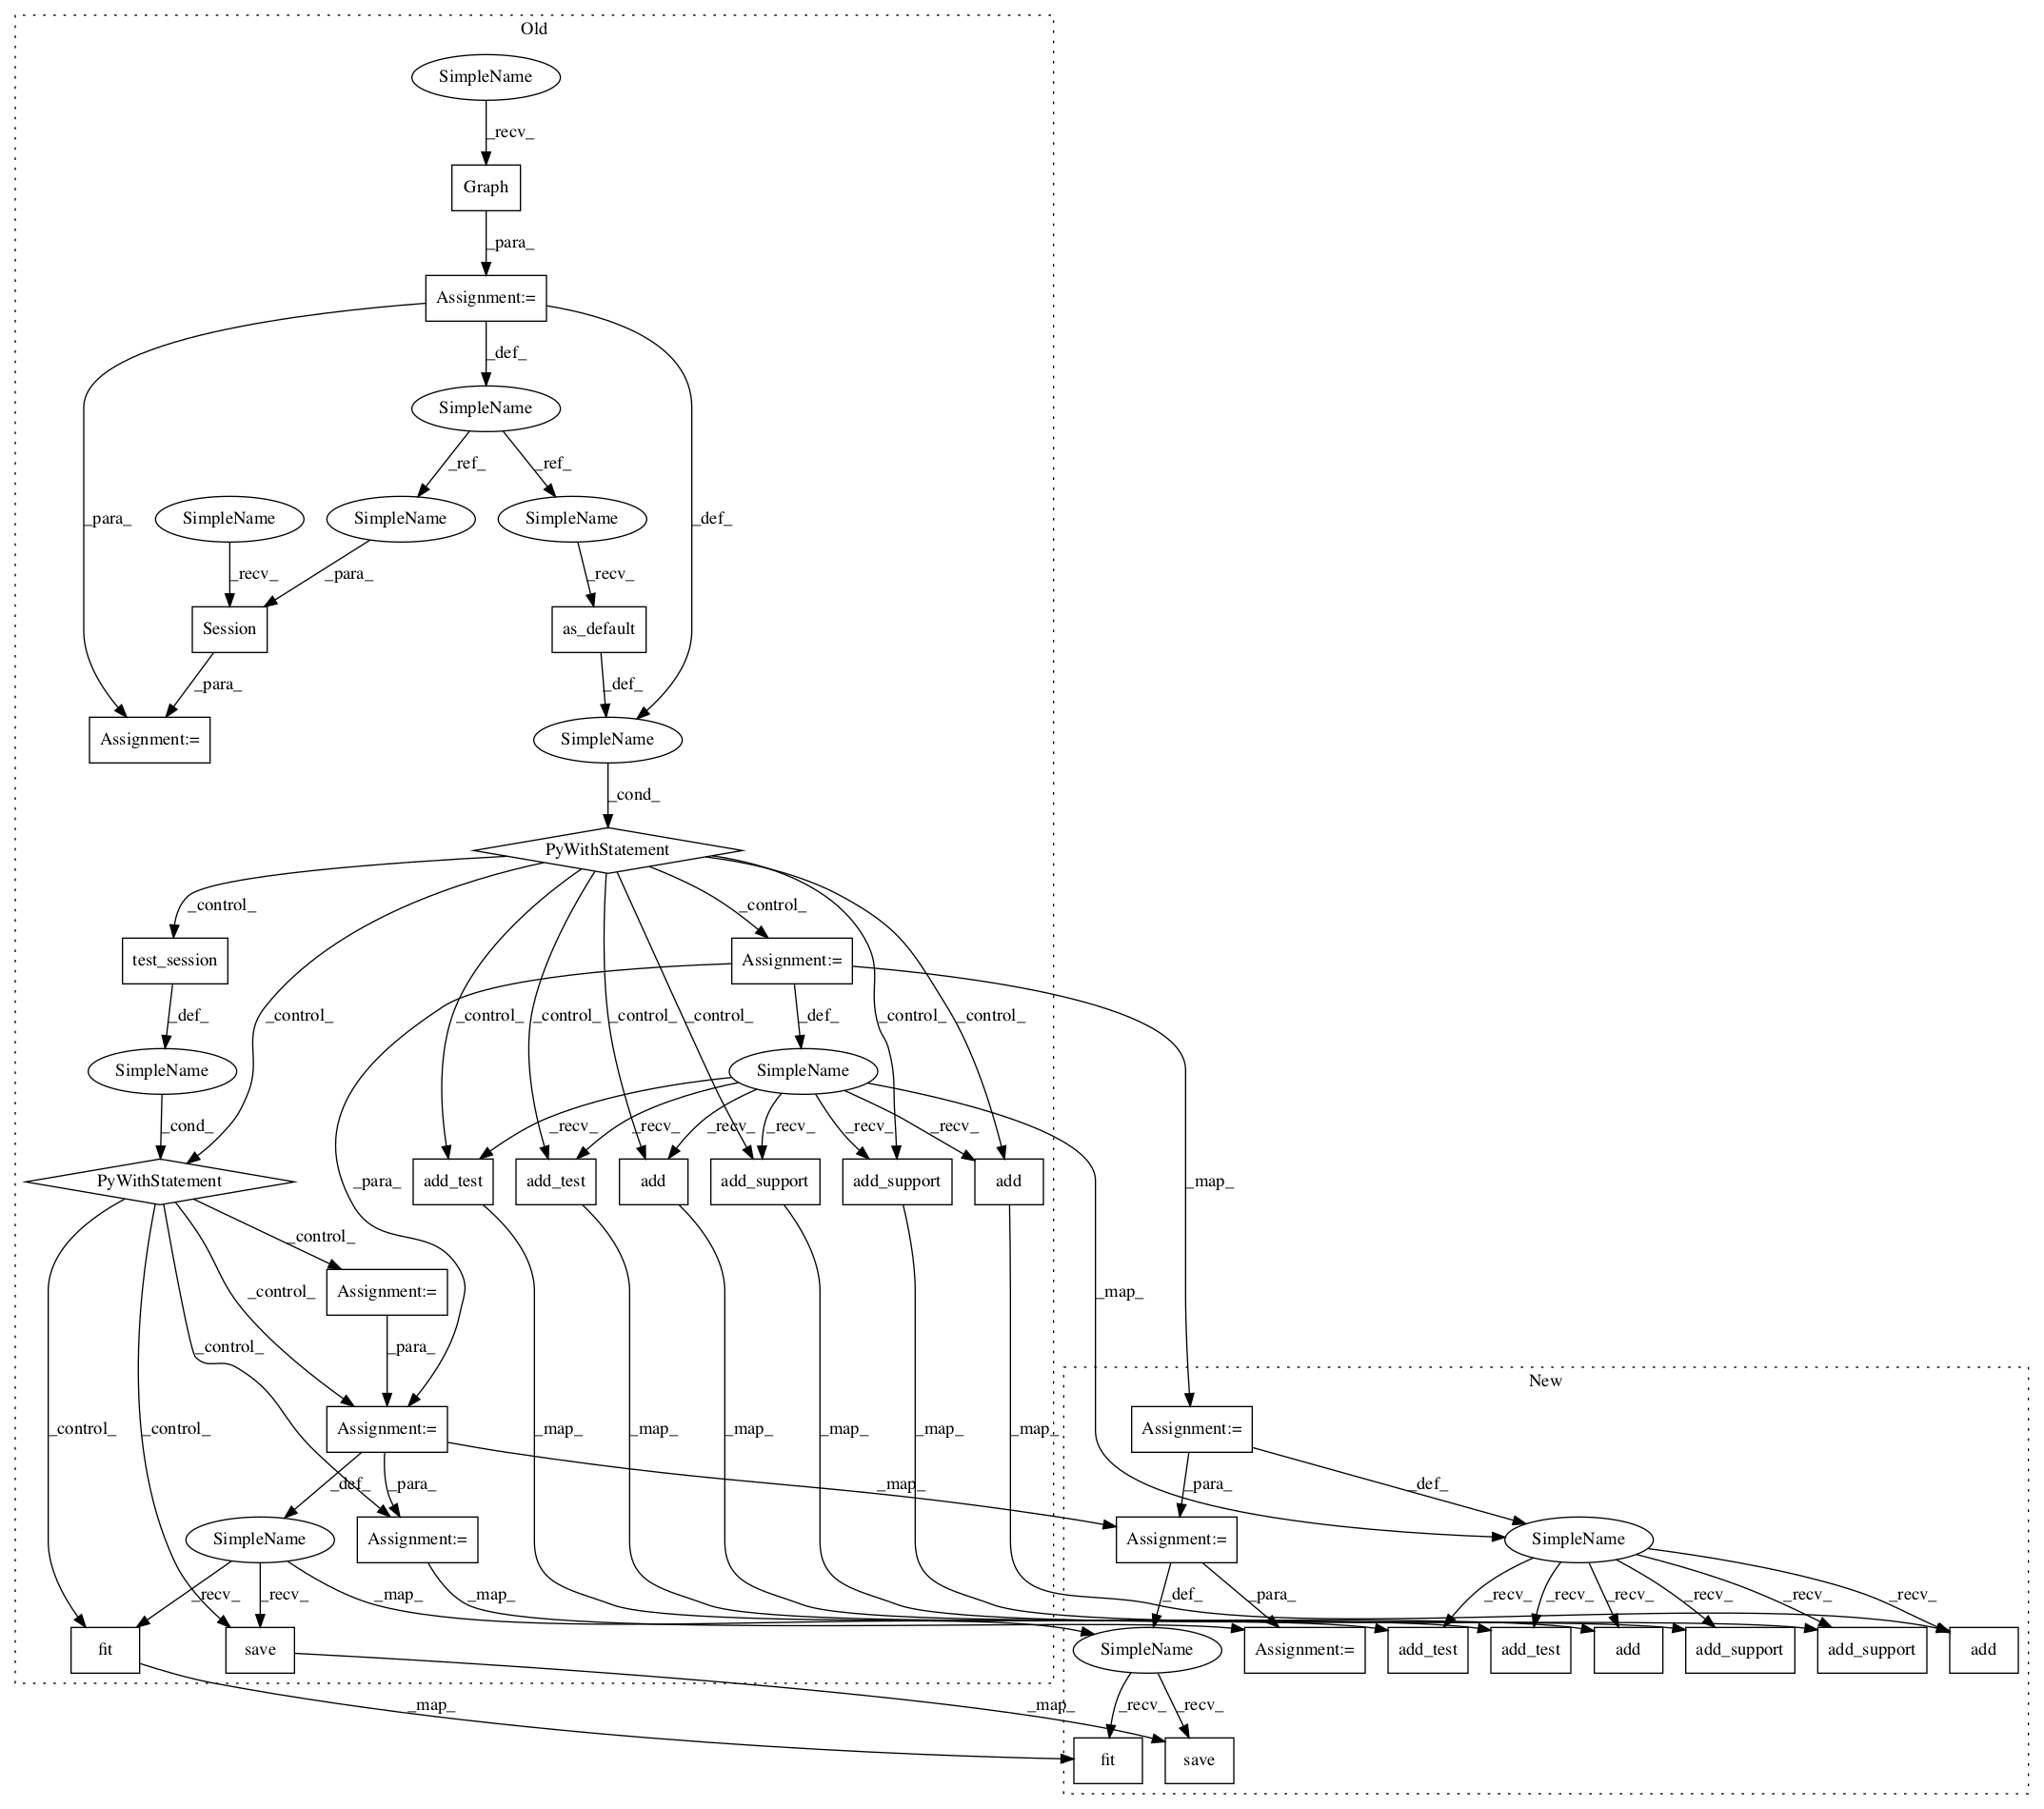 Old
SimpleName
_recv_
Graph
_para_
Assignment:=
_def_
SimpleName
_ref_ _ref_
SimpleName SimpleName SimpleName
_para_ _def_
_recv_ _para_ _recv_
Session as_default
_para_ _def_
Assignment:= SimpleName
_cond_
PyWithStatement
_control_ _control_
test_session Assignment:=
_def_ _control_ _control_ _control_ _control_ _control_ _def_ _control_ _control_
SimpleName SimpleName
_cond_ _recv_ _recv_ _recv_ _recv_ _recv_ _recv_
PyWithStatement _para_ add_test add_test add add_support add_support add _map_
_control_
Assignment:= _map_
_control_ _control_ _para_
New
_control_ _control_ Assignment:= _map_ _map_ _map_ _map_ _map_ _map_ Assignment:=
_def_ _para_ _map_ _para_ _def_
SimpleName Assignment:= Assignment:= SimpleName
_recv_ _recv_ _map_ _map_ _def_ _para_ _recv_ _recv_ _recv_ _recv_ _recv_ _recv_
fit save SimpleName Assignment:= add_test add_test add add_support add_support add
_map_ _map_ _recv_ _recv_
fit save